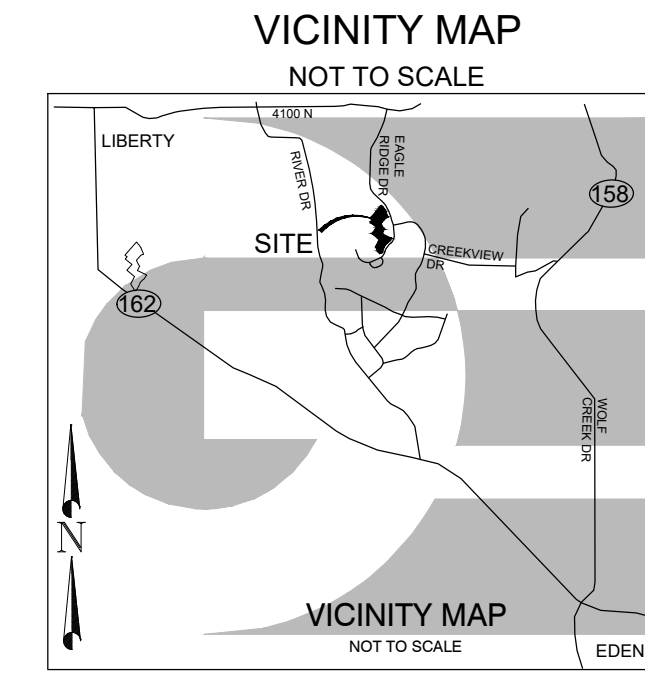 VICINITY MAP
NOT TO SCALE
4100 N
LIBERTY
EAGLE
RIDGE DR
RIVER DR
158
SITE
CREEKVIEW
DR
162
WOLF
CREEK DR
N
VICINITY MAP
NOT TO SCALE
EDEN